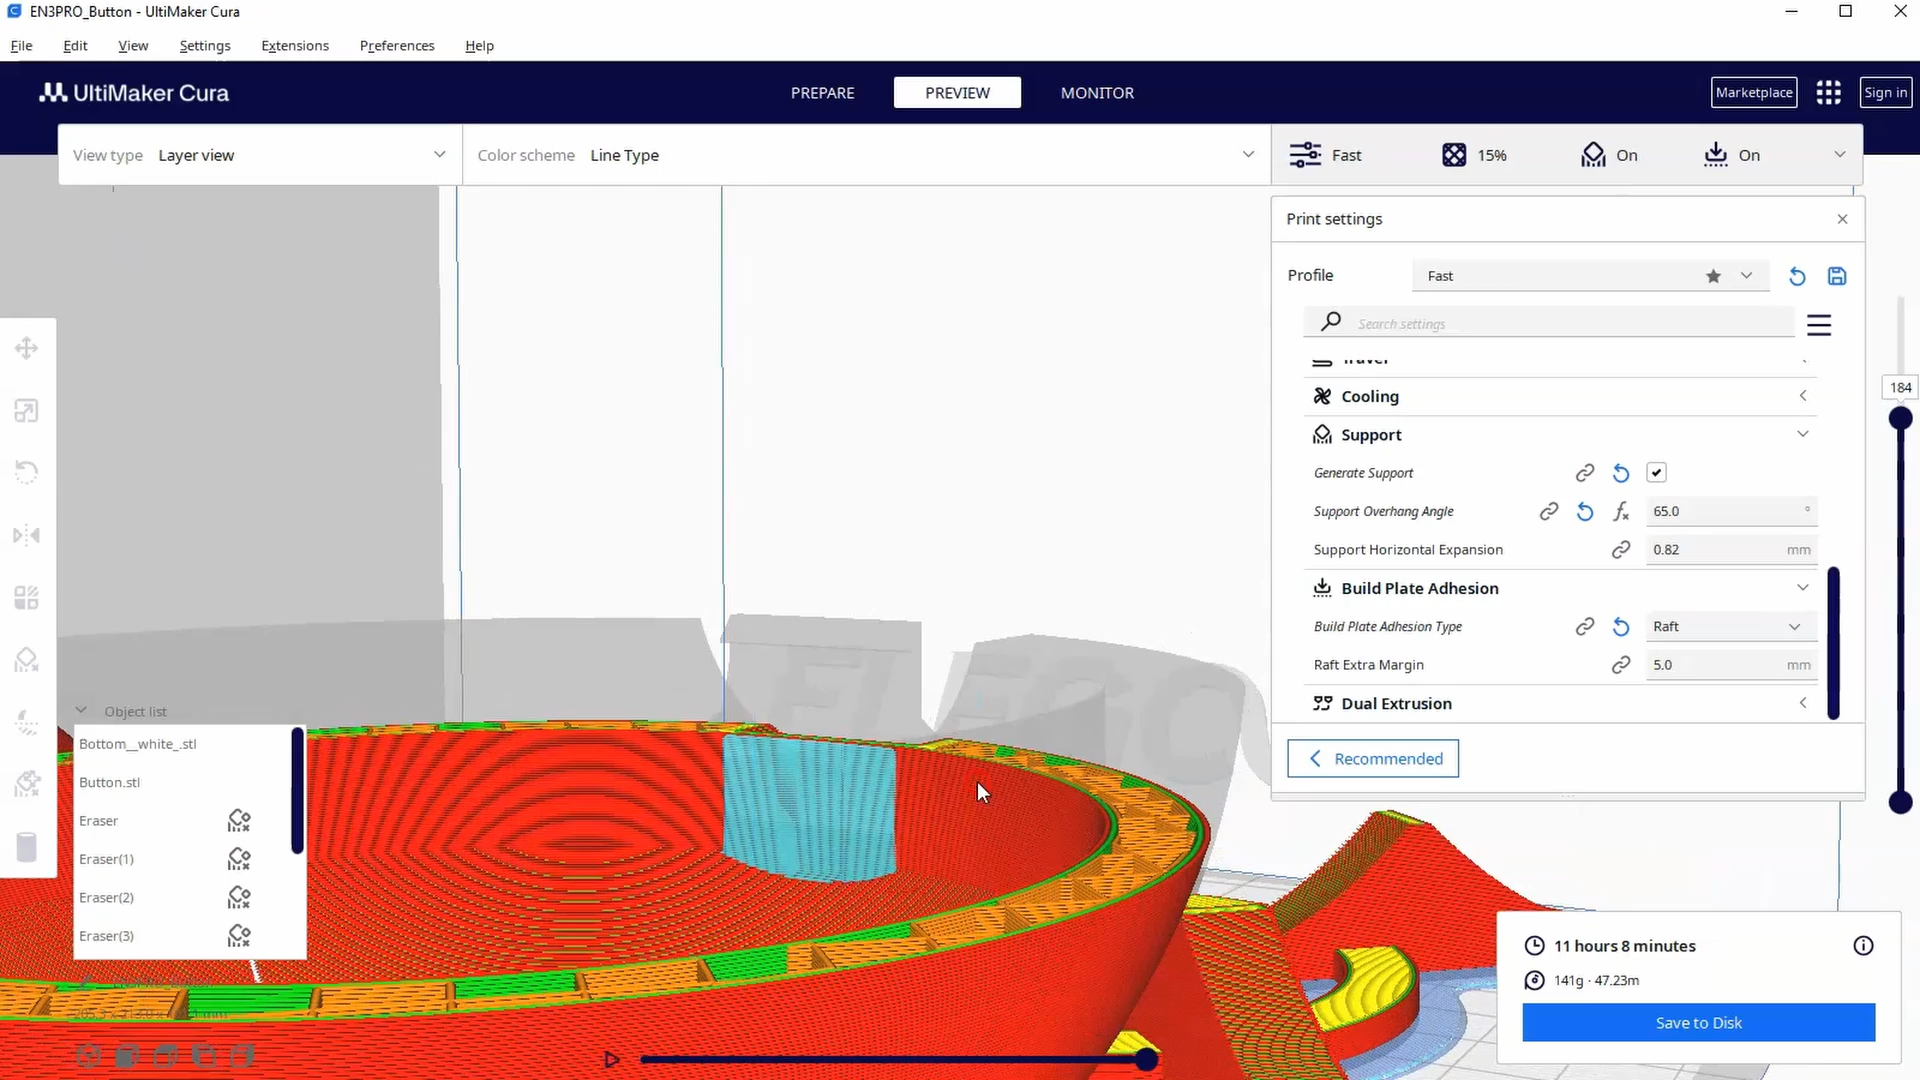 EN3PRO_Button - UltiMaker Cura
File Edit View Settings Extensions Preferences Help
UltiMaker Cura
PREPARE PREVIEW MONITOR
Marketplace Sign in
View type Layer view
Color scheme Line Type
Fast 15% On On
Print settings
Profile Fast
Search settings
Travel
Cooling
184
Support
Generate Support
Support Overhang Angle 65.0 °
Support Horizontal Expansion 0.82 mm
Build Plate Adhesion
Build Plate Adhesion Type Raft
Raft Extra Margin 5.0 mm
Dual Extrusion
Recommended
ELEGO
Object list
Bottom__white_.stl
Button.stl
Eraser
Eraser(1)
Eraser(2)
Eraser(3)
11 hours 8 minutes
141g · 47.23m
Save to Disk